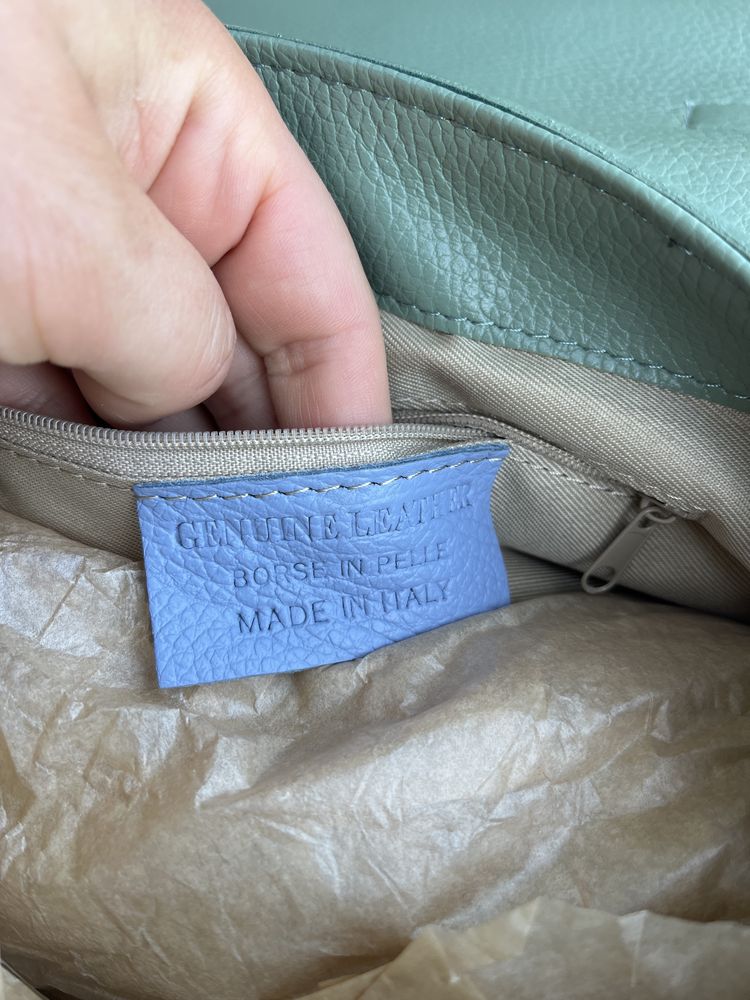 GENUINE LEATHER
BORSE IN PELLE
MADE IN ITALY